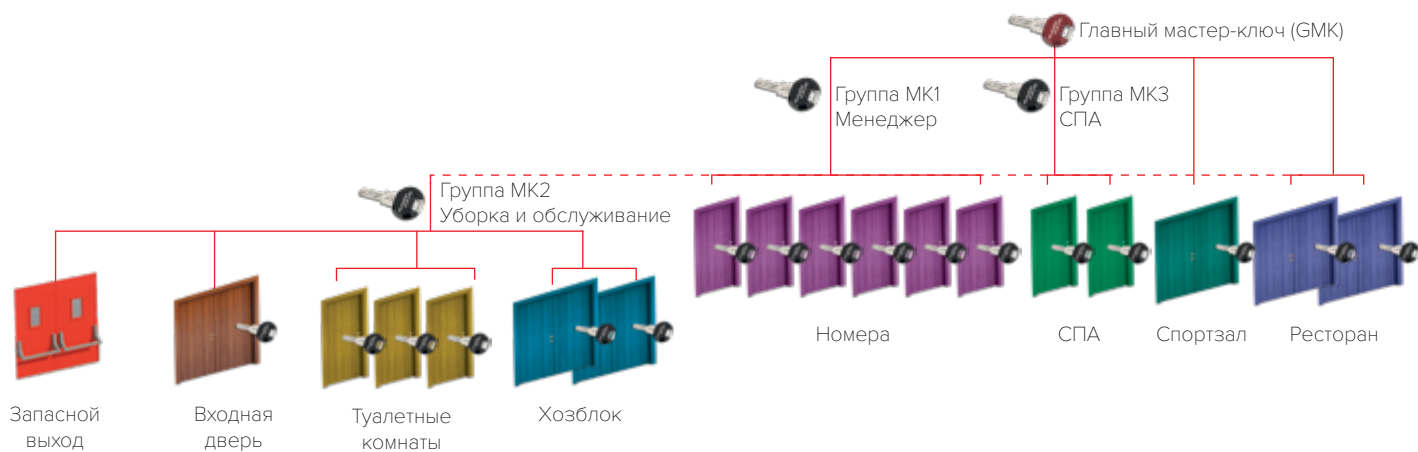 Главный мастер-ключ (GMK)
Группа МК1
Менеджер
Группа МК3
СПА
Группа МК2
Уборка и обслуживание
Номера
СПА
Спортзал
Ресторан
Запасной
выход
Входная
дверь
Туалетные
комнаты
Хозблок